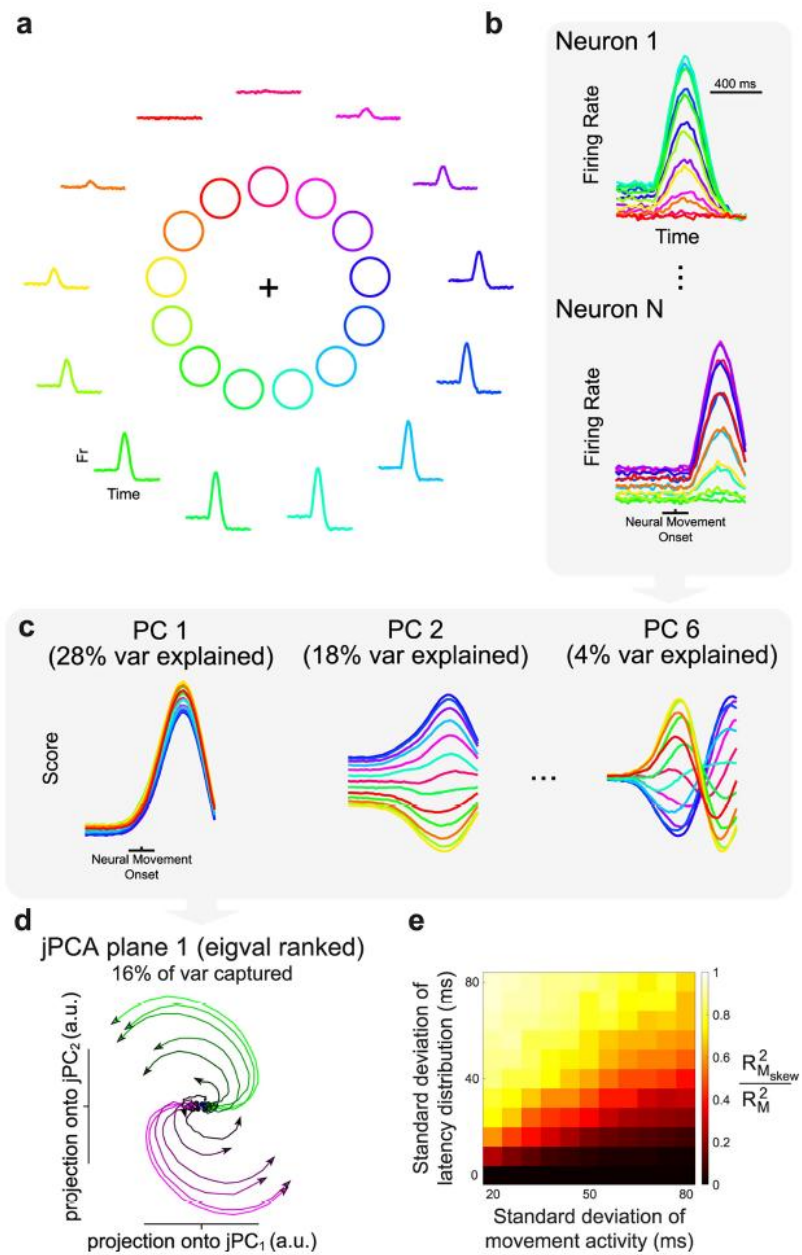 a
Fr
Time
b
Neuron 1
Firing Rate
400 ms
Time
Neuron N
Firing Rate
Neural Movement
Onset
c
PC 1
(28% var explained)
PC 2
(18% var explained)
...
PC 6
(4% var explained)
Score
Neural Movement
Onset
d
jPCA plane 1 (eigval ranked)
16% of var captured
projection onto jPC2 (a.u.)
projection onto jPC1 (a.u.)
e
Standard deviation of
latency distribution (ms)
80
40
0
20
50
80
Standard deviation of
movement activity (ms)
1
0.8
0.6
0.4
0.2
0
R²Mskew
R²M